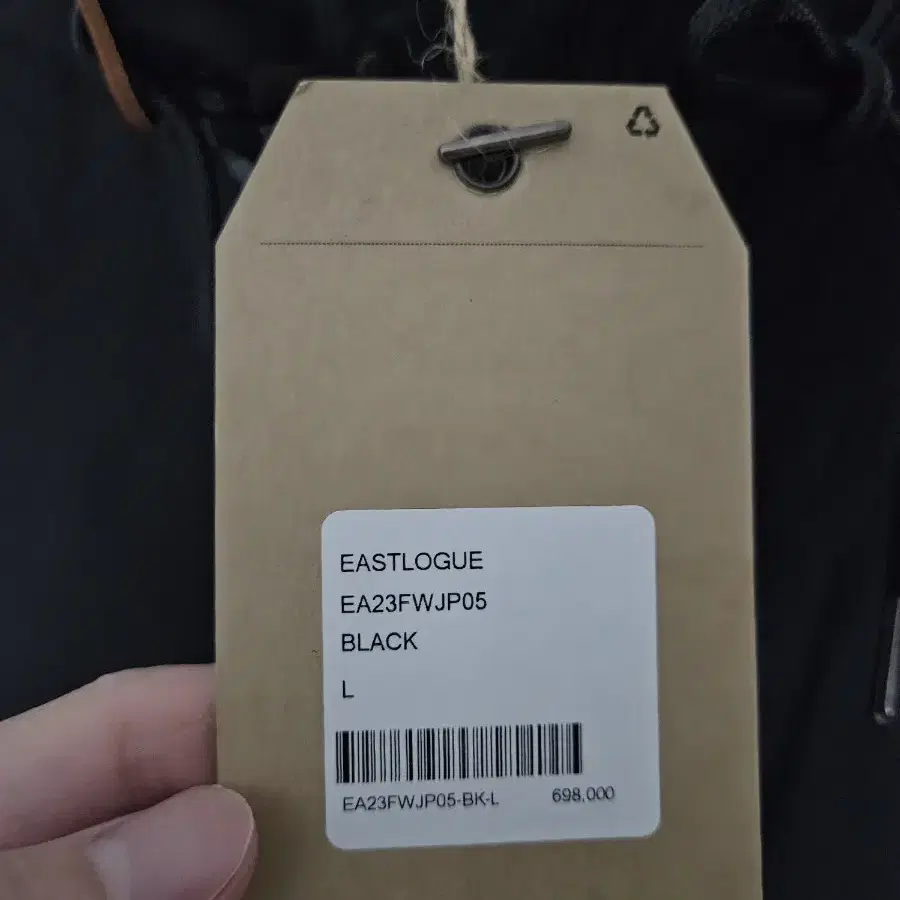 EASTLOGUE
EA23FWJP05
BLACK
L
EA23FWJP05-BK-L 698,000